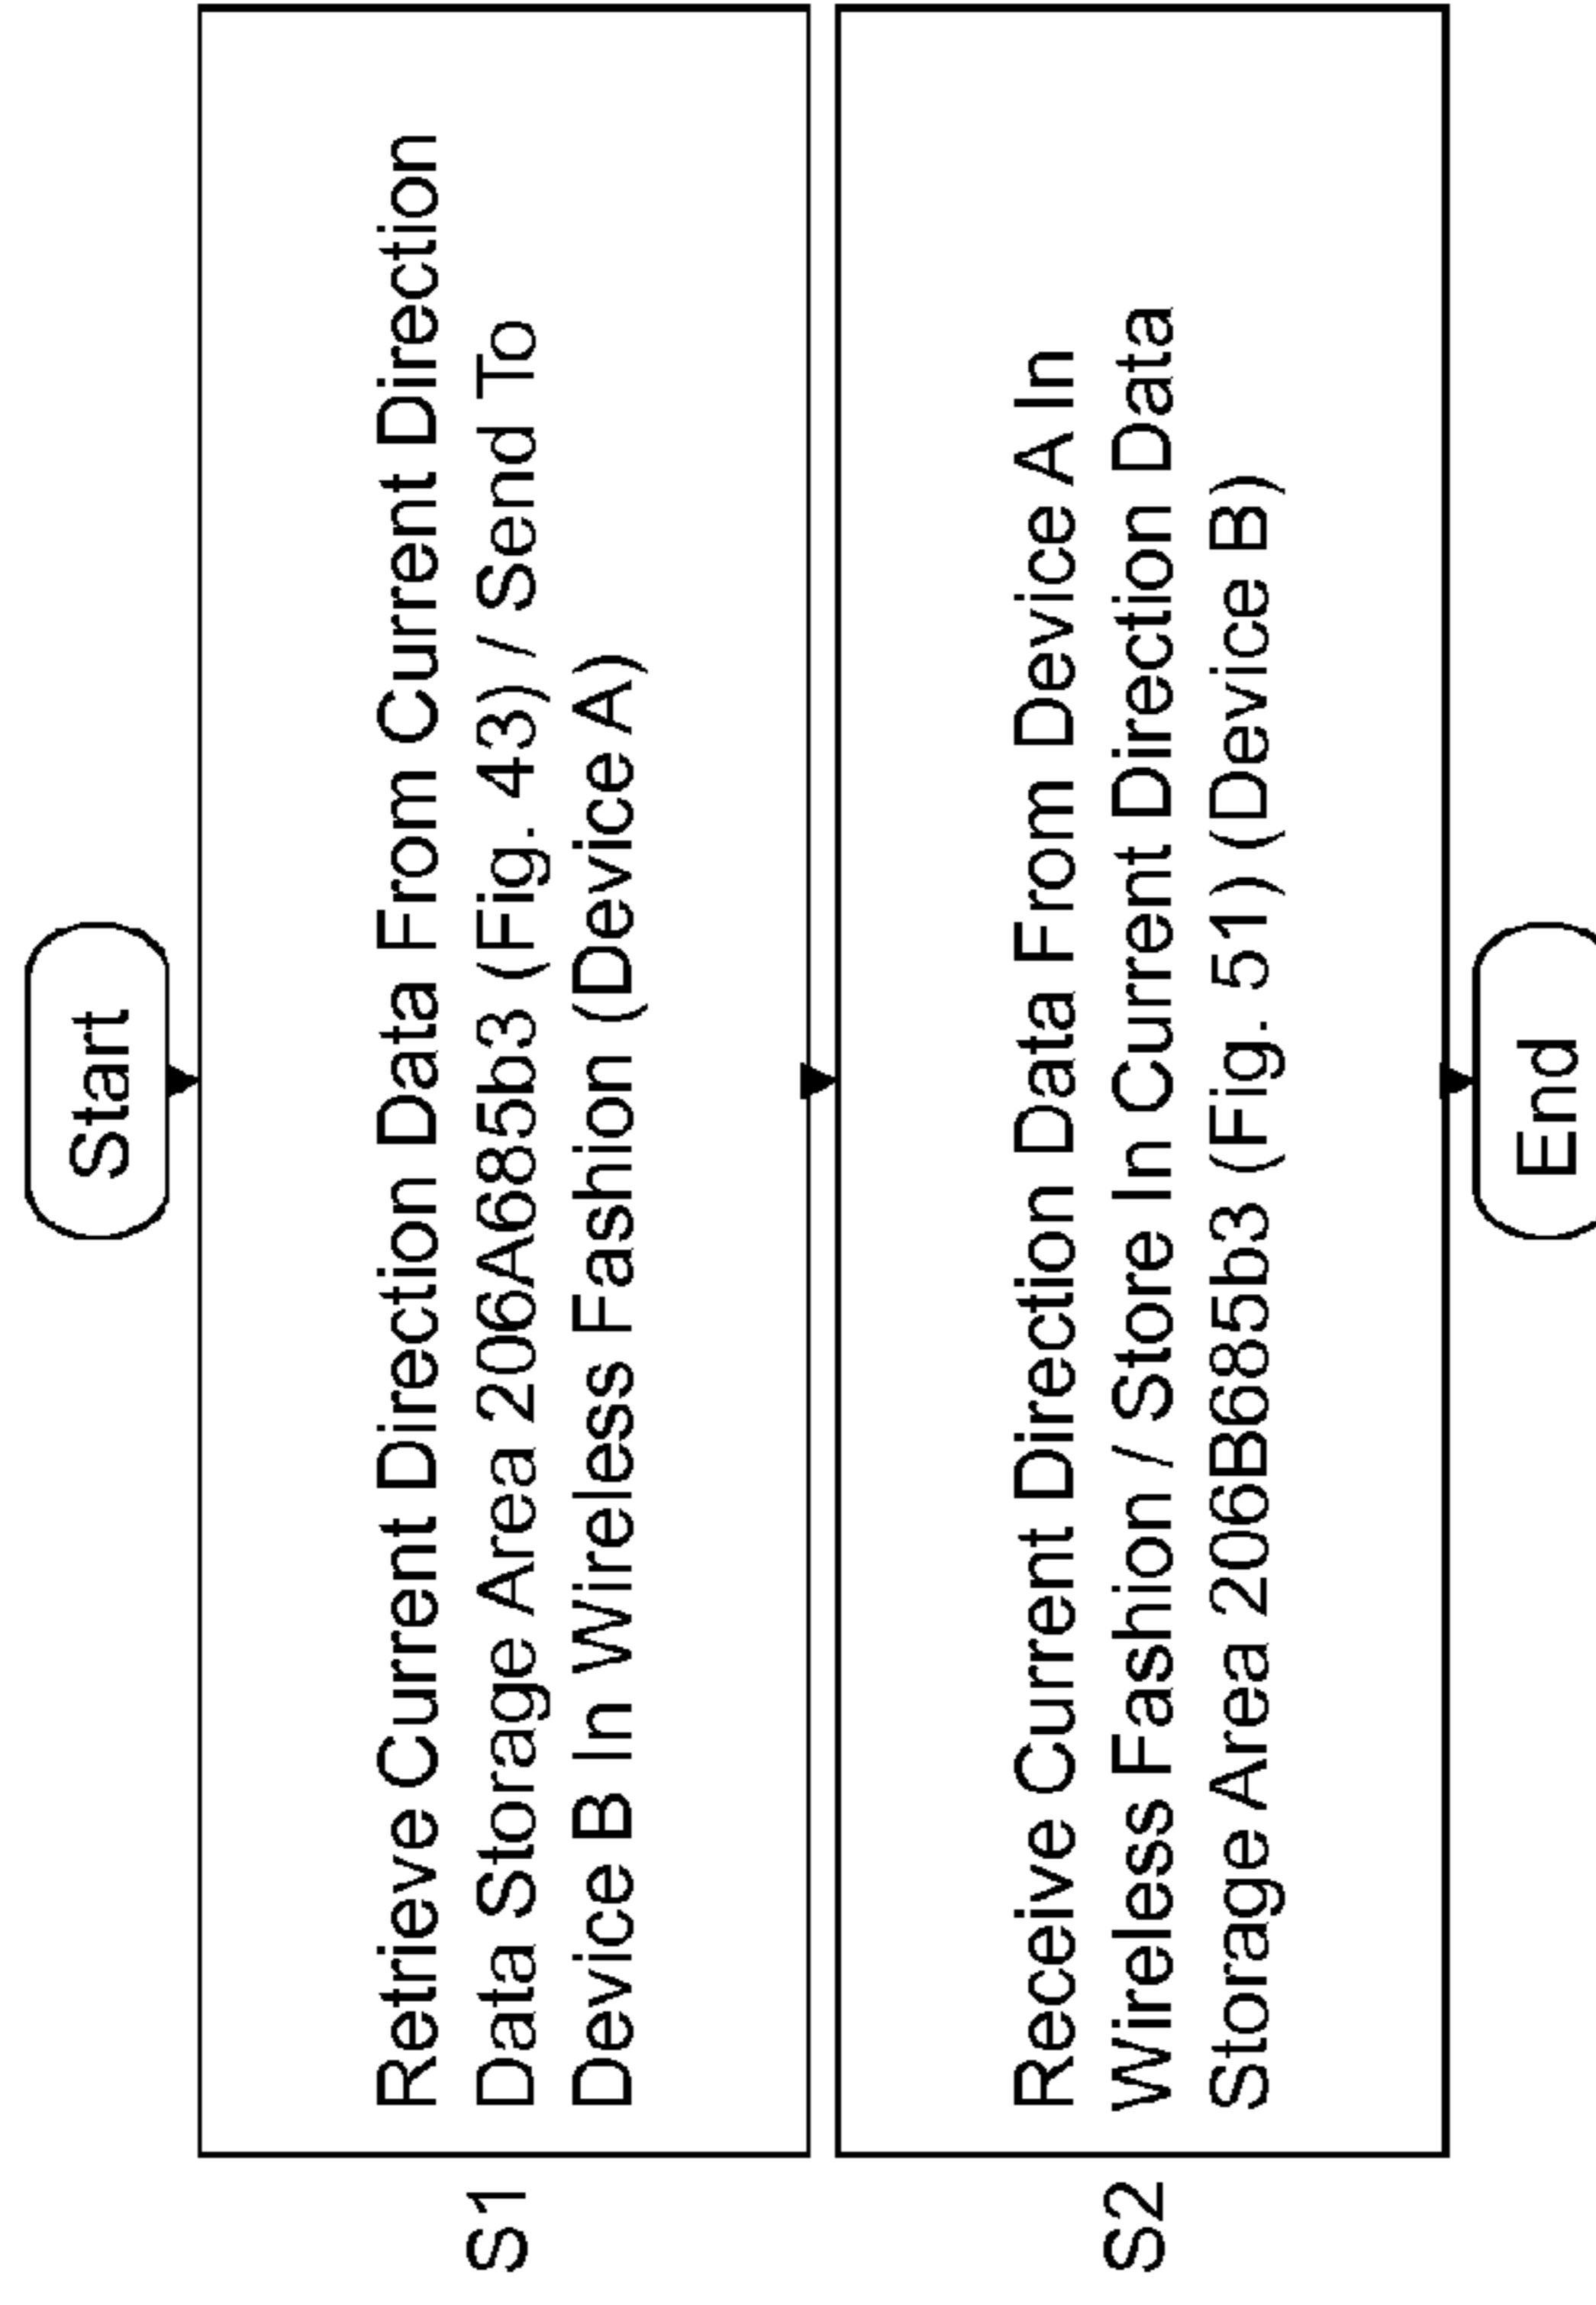 Start
S1
Retrieve Current Direction Data From Current Direction
Data Storage Area 206A685b3 (Fig. 43) / Send To
Device B In Wireless Fashion (Device A)
S2
Receive Current Direction Data From Device A In
Wireless Fashion / Store In Current Direction Data
Storage Area 206B685b3 (Fig. 51) (Device B)
End